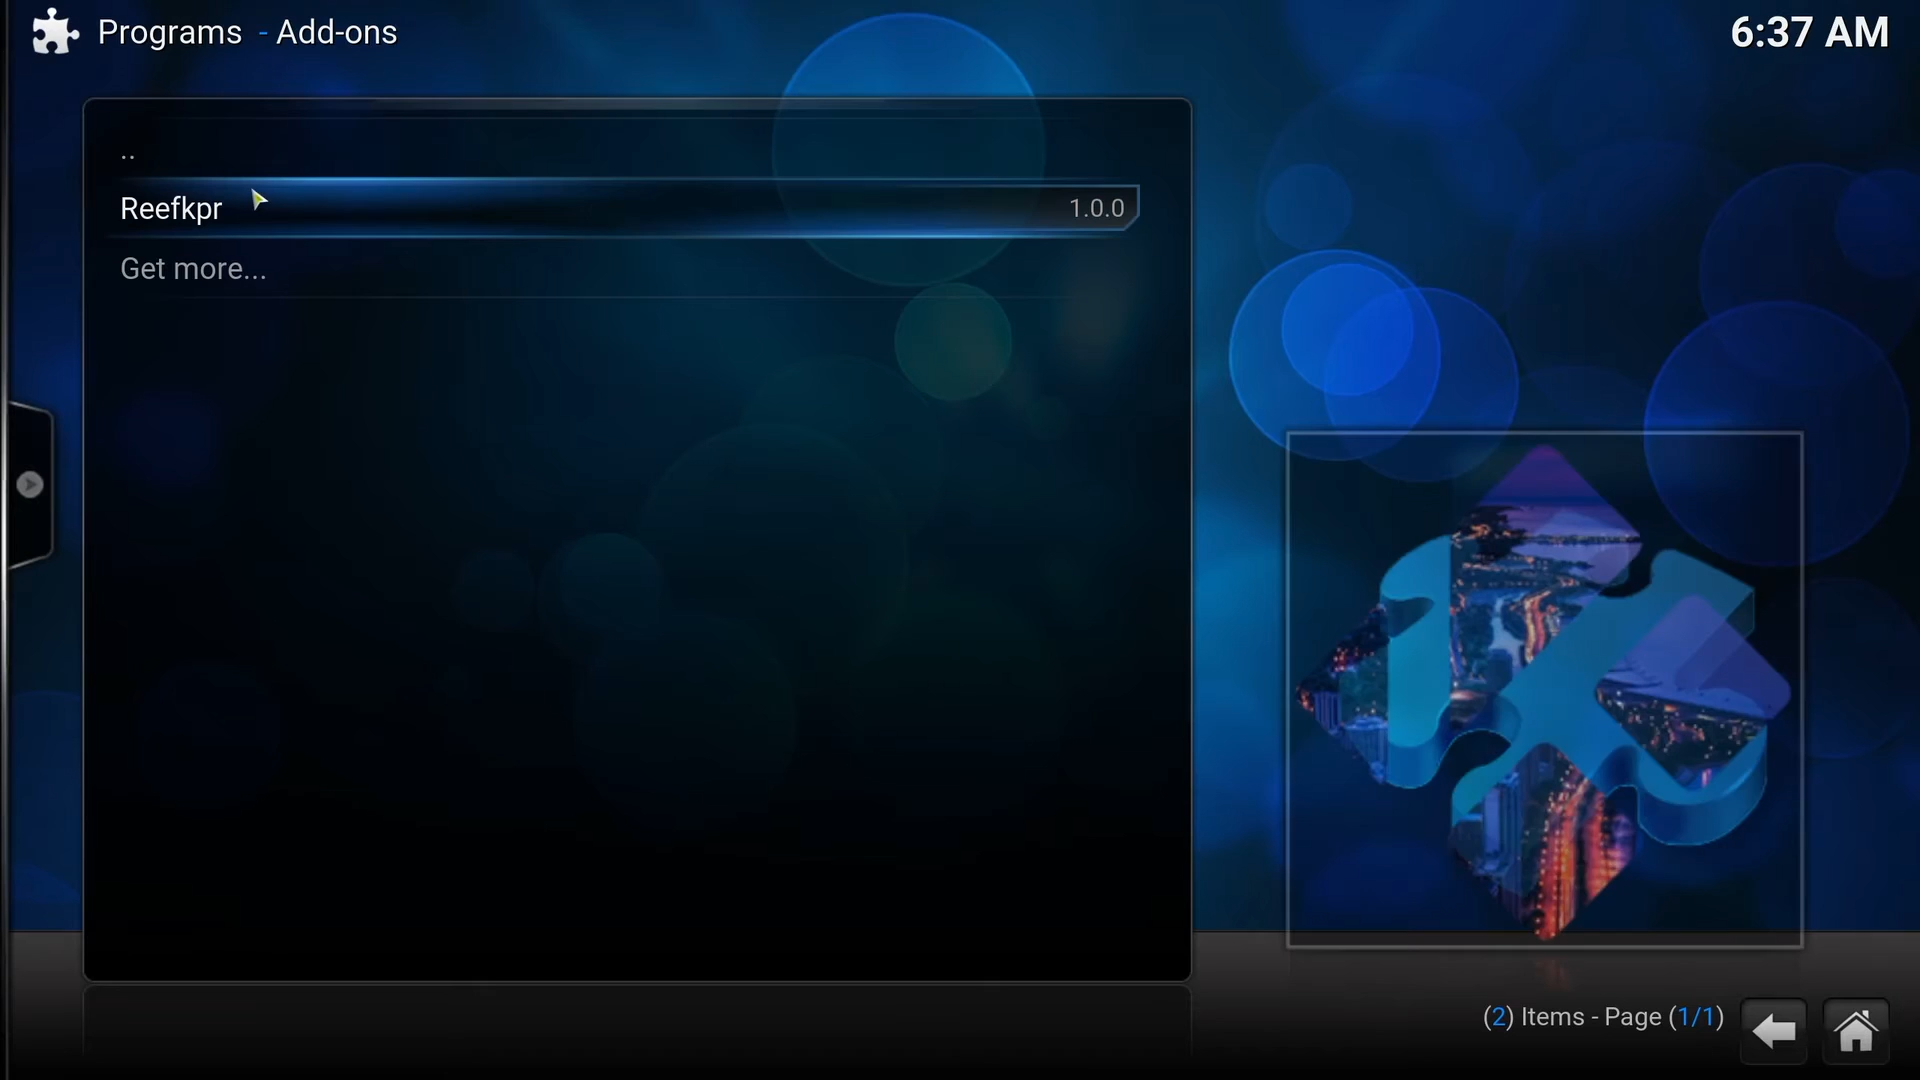 Programs - Add-ons
6:37 AM
..
Reefkpr 1.0.0
Get more...
(2) Items - Page (1/1)